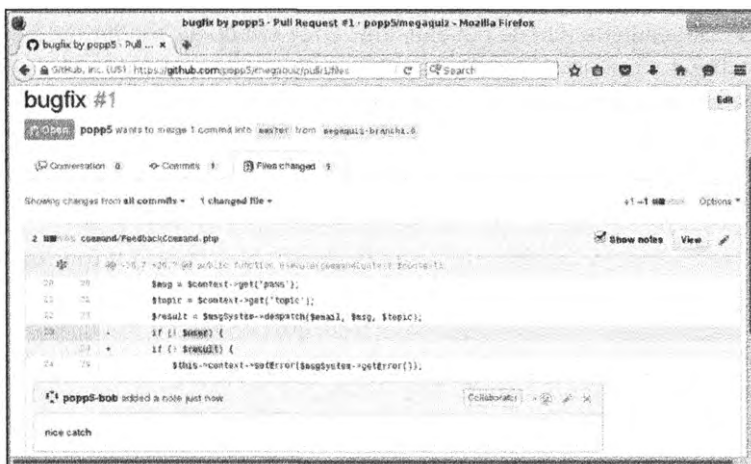 bugfix by popp5 · Pull Request #1 · popp5/megaquiz - Mozilla Firefox
bugfix by popp5 · Pull ... ×
GitHub, Inc. (US) https://github.com/popp5/megaquiz/pull/1/files
Search
bugfix #1
Edit
Open popp5 wants to merge 1 commit into master from megaquiz-branch1.0
Conversation 0 Commits 1 Files changed 1
Showing changes from all commits 1 changed file
+1 −1 Options
2 command/FeedbackCommand.php
Show notes View
public function execute(CommandContext $context)
$msg = $context->get('pass');
$topic = $context->get('topic');
$result = $msgSystem->despatch($email, $msg, $topic);
if (! $user) {
if (! $result) {
$this->context->setError($msgSystem->getError());
popp5-bob added a note just now
Collaborator
nice catch